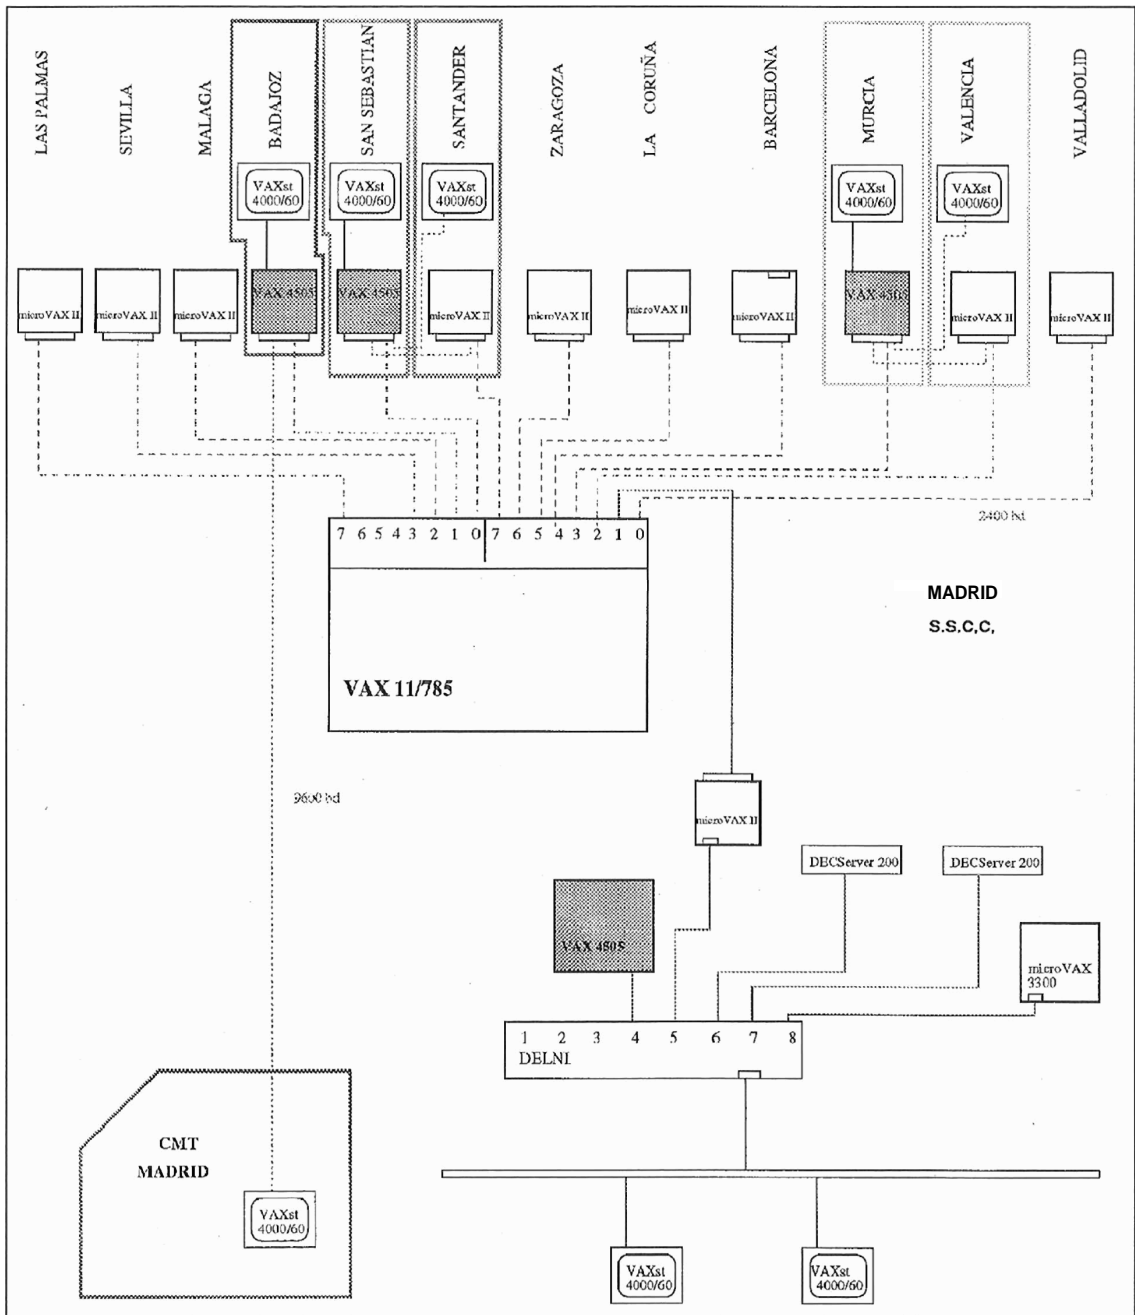 LAS PALMAS
SEVILLA
MALAGA
BADAJOZ
SAN SEBASTIAN
SANTANDER
ZARAGOZA
LA CORUÑA
BARCELONA
MURCIA
VALENCIA
VALLADOLID
VAXst 4000/60
VAXst 4000/60
VAXst 4000/60
VAXst 4000/60
VAXst 4000/60
microVAX II
microVAX II
microVAX II
VAX 4505
VAX 4505
microVAX II
microVAX II
microVAX II
microVAX II
VAX 4505
microVAX II
microVAX II
7 6 5 4 3 2 1 0 7 6 5 4 3 2 1 0
2400 bd
MADRID
S.S.C,C,
VAX 11/785
9600 bd
microVAX II
DECServer 200
DECServer 200
VAX 4505
microVAX
3300
1 2 3 4 5 6 7 8
DELNI
CMT
MADRID
VAXst
4000/60
VAXst
4000/60
VAXst
4000/60